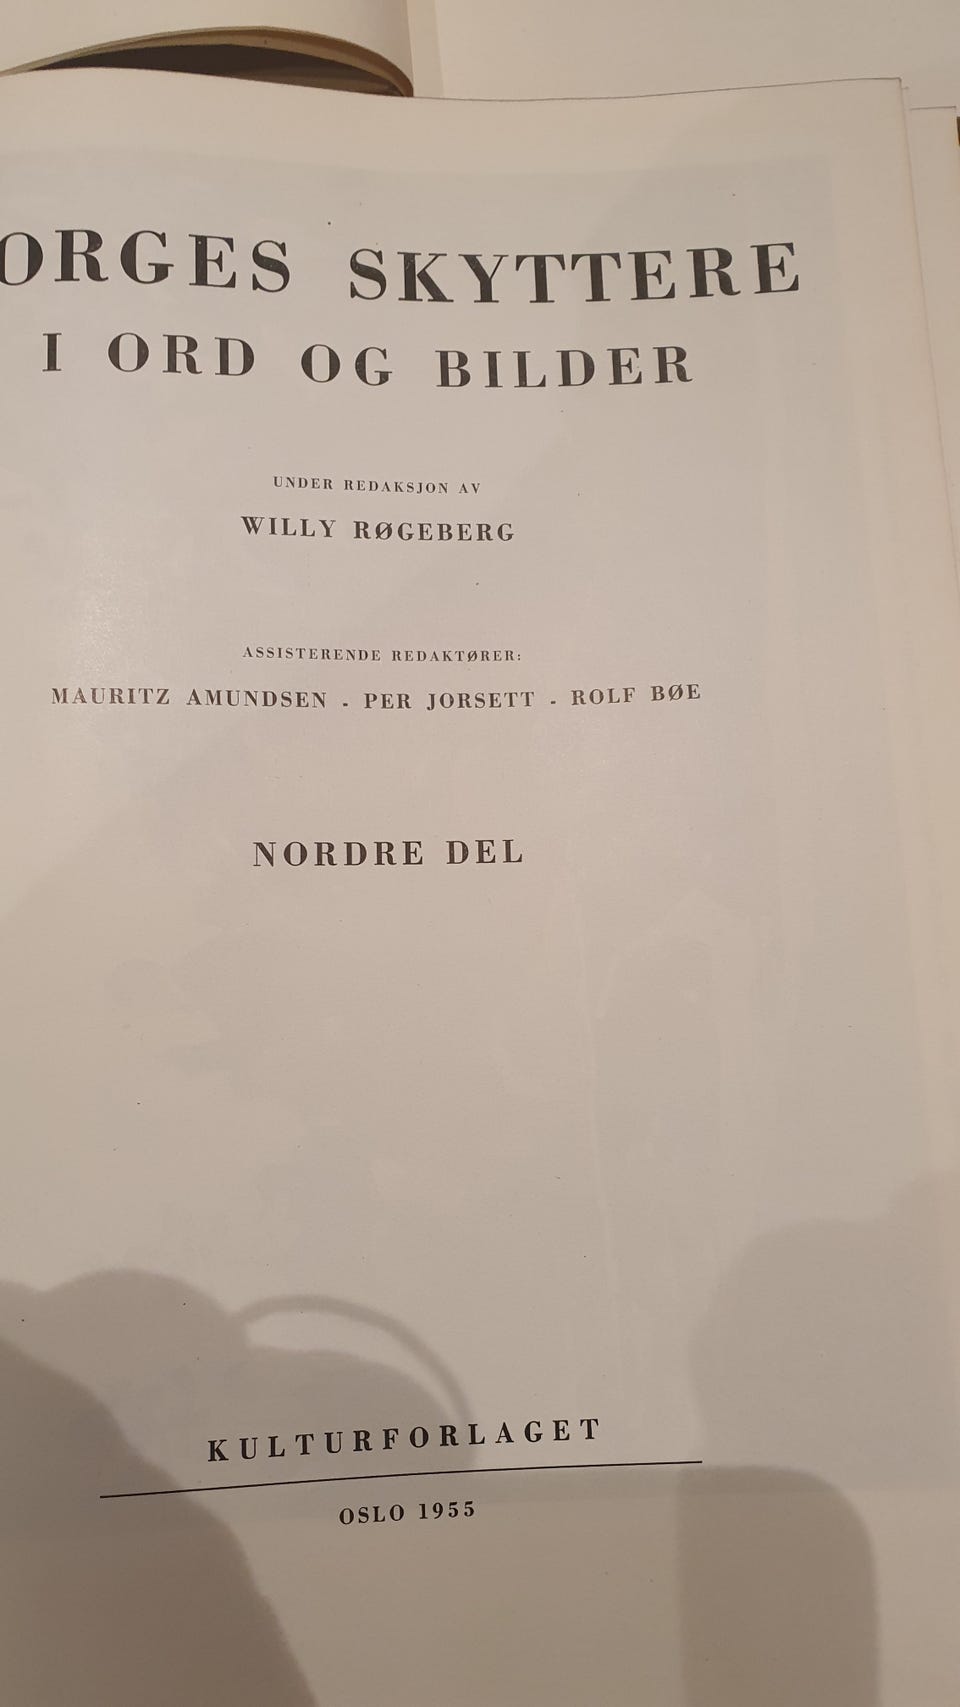 ORGES SKYTTERE
I ORD OG BILDER
UNDER REDAKSJON AV
WILLY RØGEBERG
ASSISTERENDE REDAKTØRER:
MAURITZ AMUNDSEN - PER JORSETT - ROLF BØE
NORDRE DEL
KULTURFORLAGET
OSLO 1955